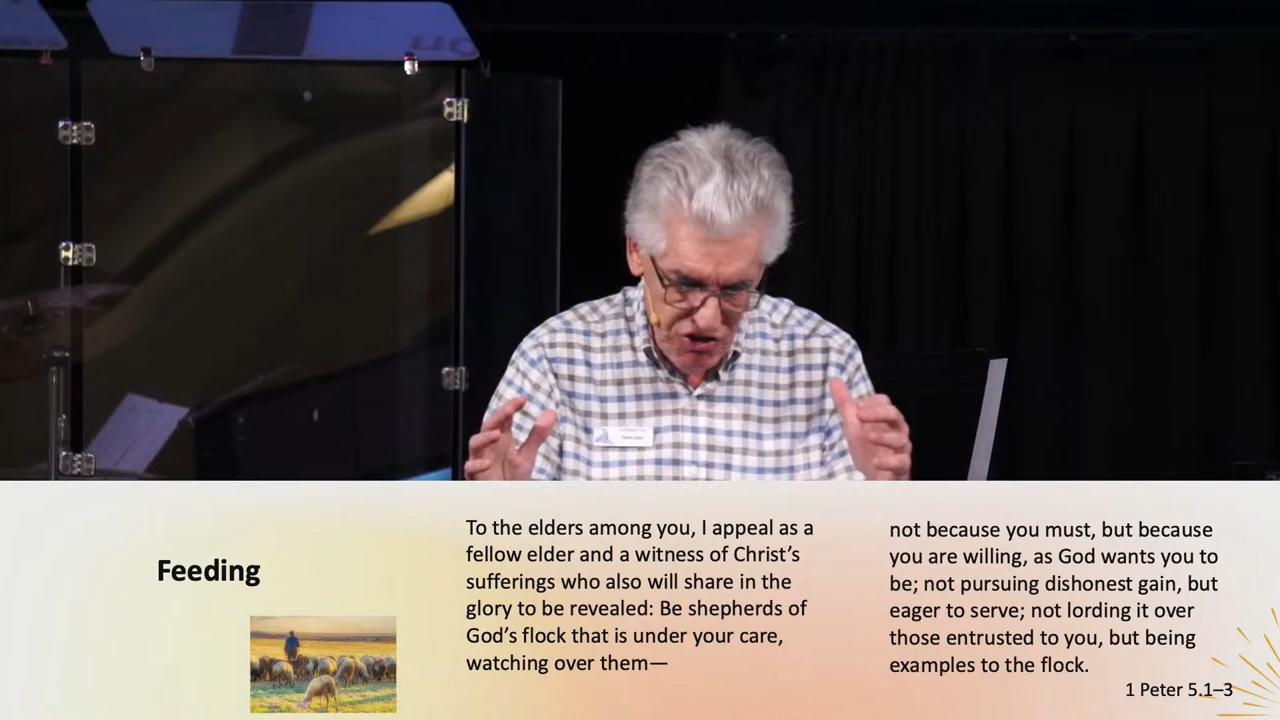 Feeding
To the elders among you, I appeal as a
fellow elder and a witness of Christ’s
sufferings who also will share in the
glory to be revealed: Be shepherds of
God’s flock that is under your care,
watching over them—
not because you must, but because
you are willing, as God wants you to
be; not pursuing dishonest gain, but
eager to serve; not lording it over
those entrusted to you, but being
examples to the flock.
1 Peter 5.1–3